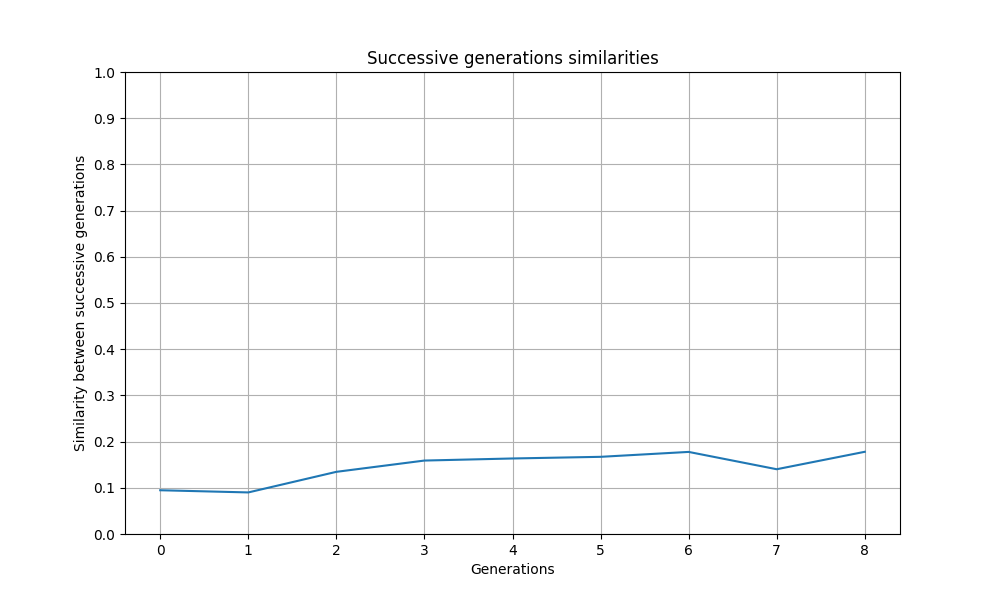 Successive generations similarities
Similarity between successive generations
1.0
0.9
0.8
0.7
0.6
0.5
0.4
0.3
0.2
0.1
0.0
0 1 2 3 4 5 6 7 8
Generations